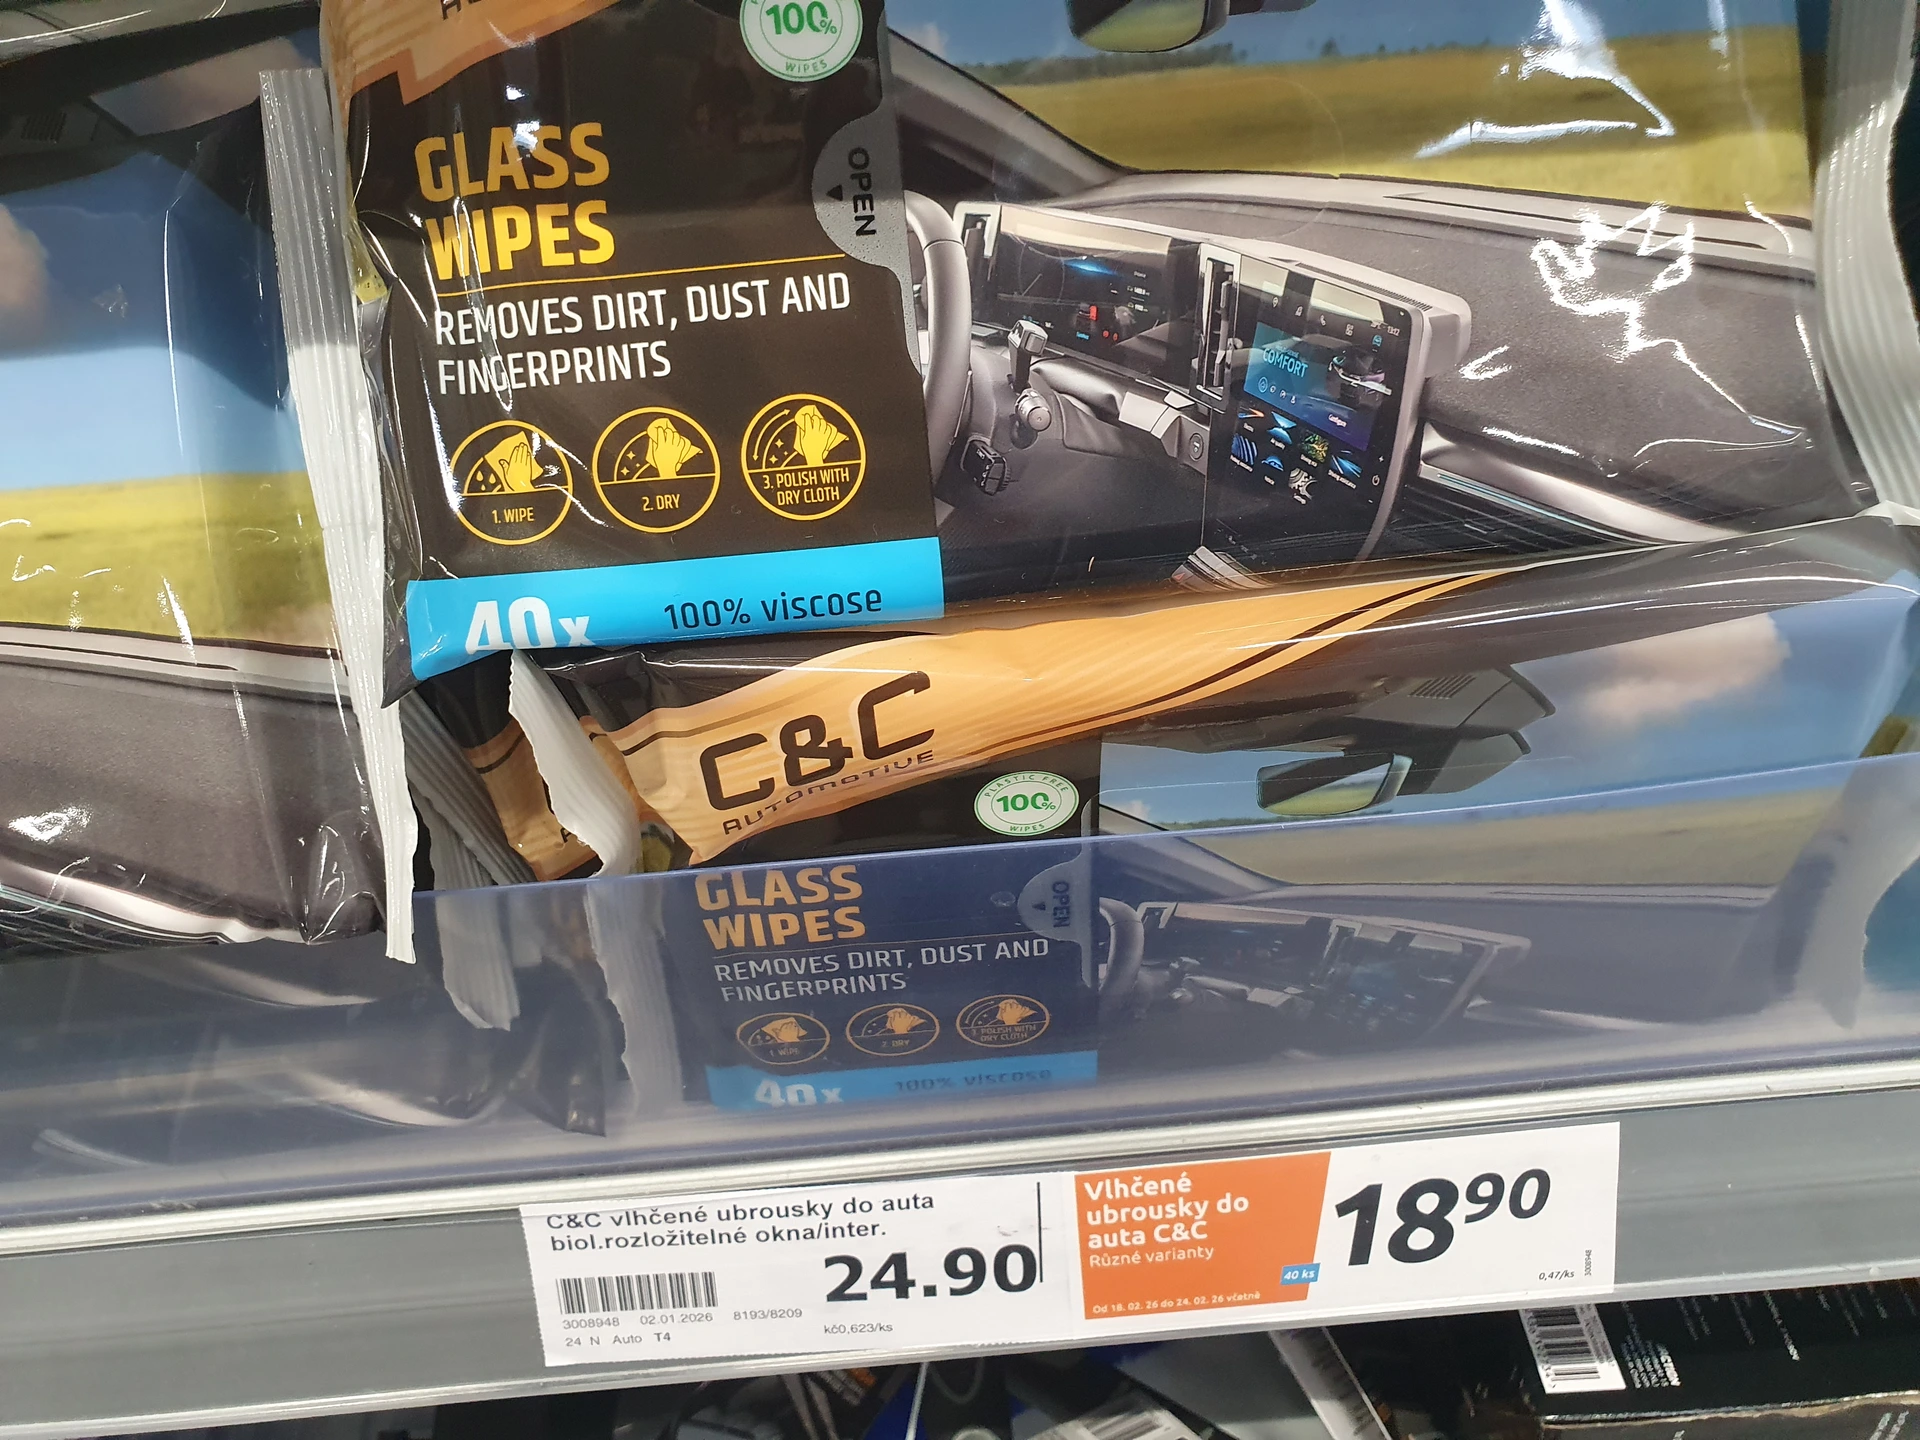 100%
WIPES
GLASS
WIPES
OPEN
REMOVES DIRT, DUST AND
FINGERPRINTS
1. WIPE
2. DRY
3. POLISH WITH
DRY CLOTH
40x
100% viscose
COMFORT
C&C
AUTOMOTIVE
PLASTIC FREE
100%
WIPES
GLASS
WIPES
OPEN
REMOVES DIRT, DUST AND
FINGERPRINTS
1. WIPE
2. DRY
3. POLISH WITH
DRY CLOTH
40x
100% viscose
C&C vlhčené ubrousky do auta
biol.rozložitelné okna/inter.
24.90
3008948 02.01.2026 8193/8209
24 N Auto T4
kč0,623/ks
Vlhčené
ubrousky do
auta C&C
Různé varianty
40 ks
Od 18. 02. 26 do 24. 02. 26 včetně
1890
0,47/ks
3008948